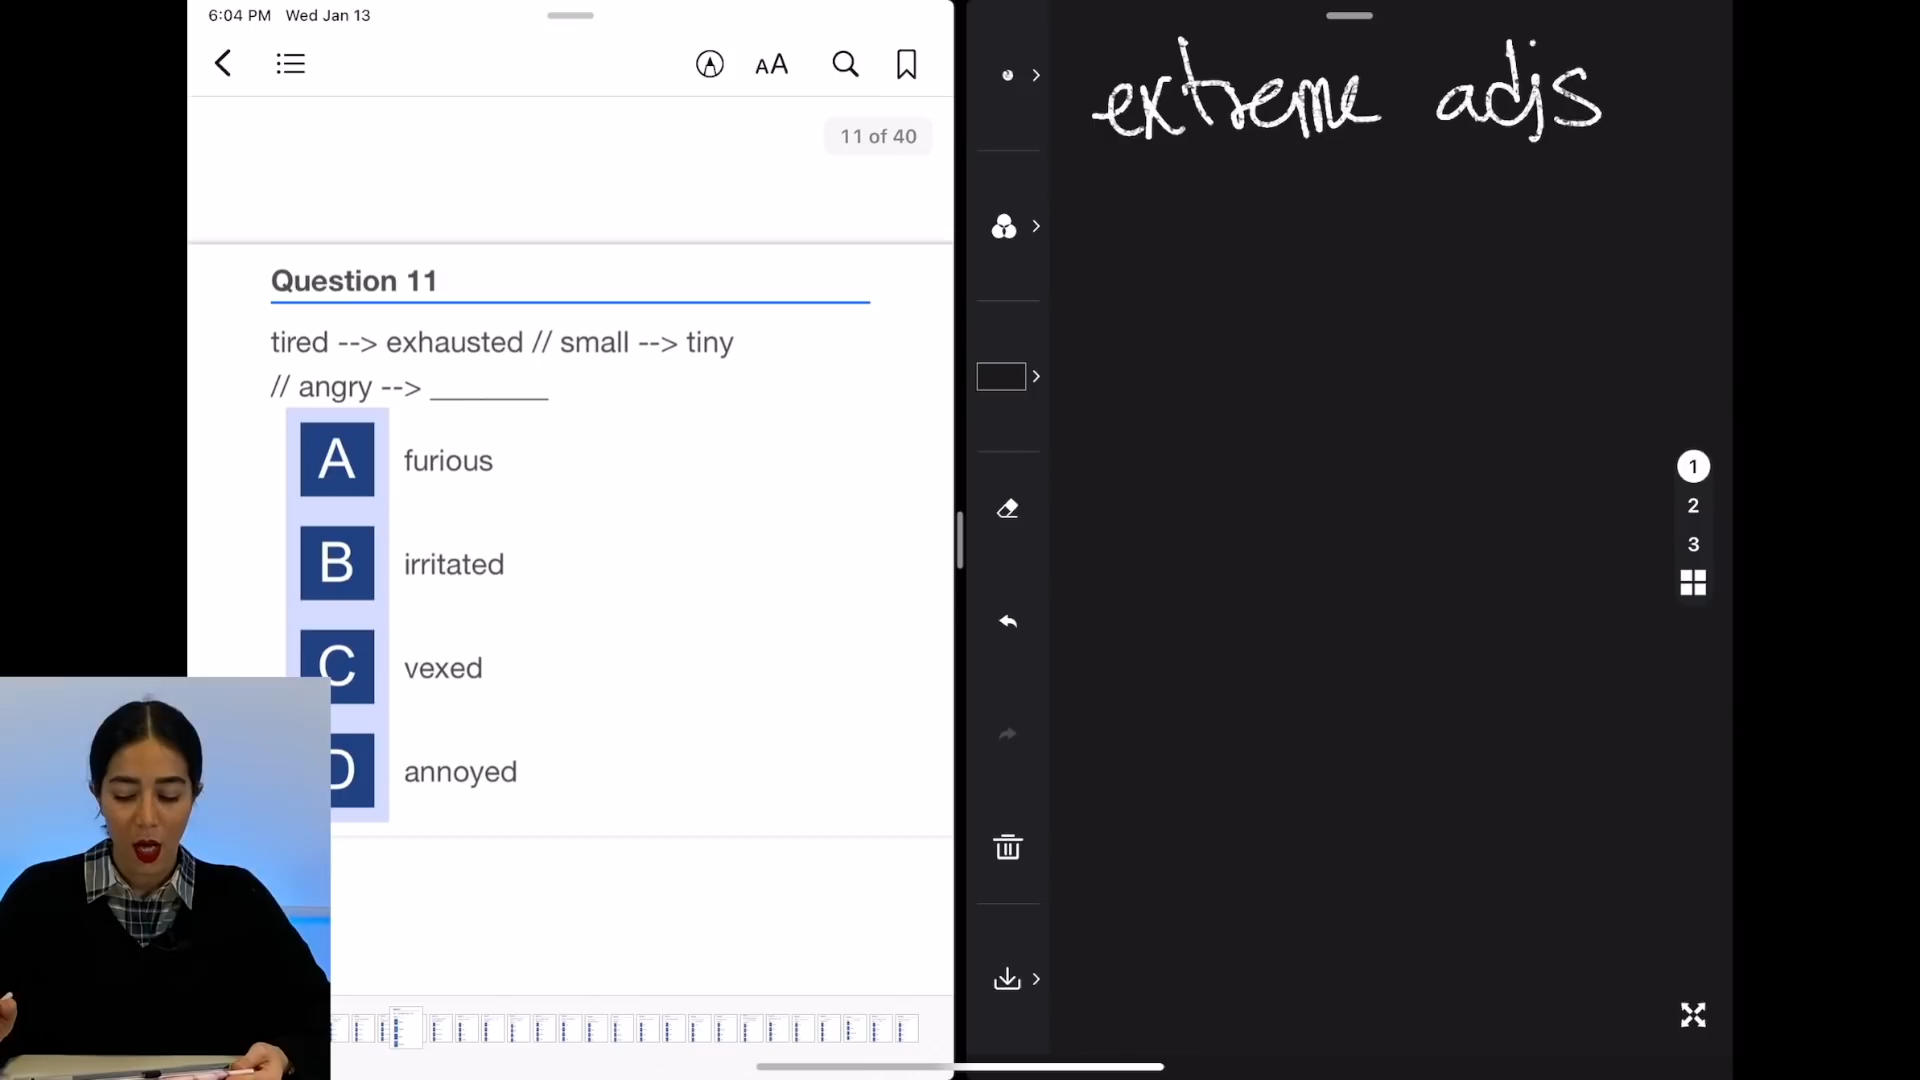 6:04 PM Wed Jan 13
AA
11 of 40
Question 11
tired --> exhausted // small --> tiny
// angry --> ________
A furious
B irritated
C vexed
D annoyed
extreme adjs
1
2
3